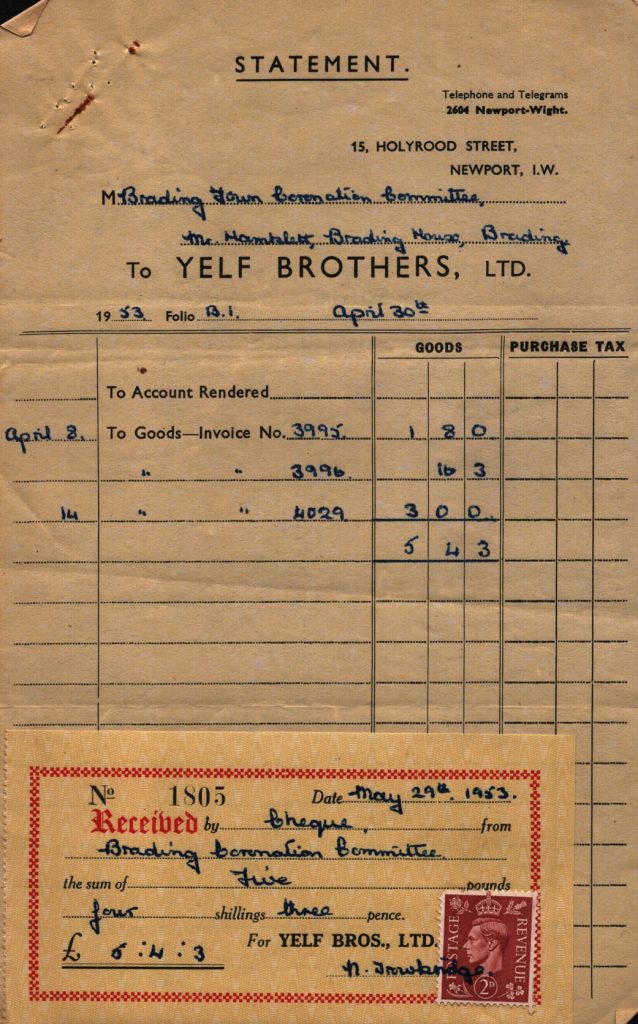 STATEMENT.
Telephone and Telegrams
2604 Newport-Wight.
15, HOLYROOD STREET,
NEWPORT, I.W.
M Brading Town Coronation Committee,
Mr. Hamblett, Brading House, Brading.
To YELF BROTHERS, LTD.
1953 Folio B.1. April 30th
GOODS PURCHASE TAX
To Account Rendered
April 8. To Goods—Invoice No. 3995. 1 8 0
" " 3996 16 3
14 " " 4029. 3 0 0
5 4 3
No 1805 Date May 29th. 1953.
Received by Cheque, from
Brading Coronation Committee
the sum of Five pounds
four shillings three pence.
£ 5 : 4 : 3 For YELF BROS., LTD.
N. Trowbridge.
POSTAGE REVENUE
2D